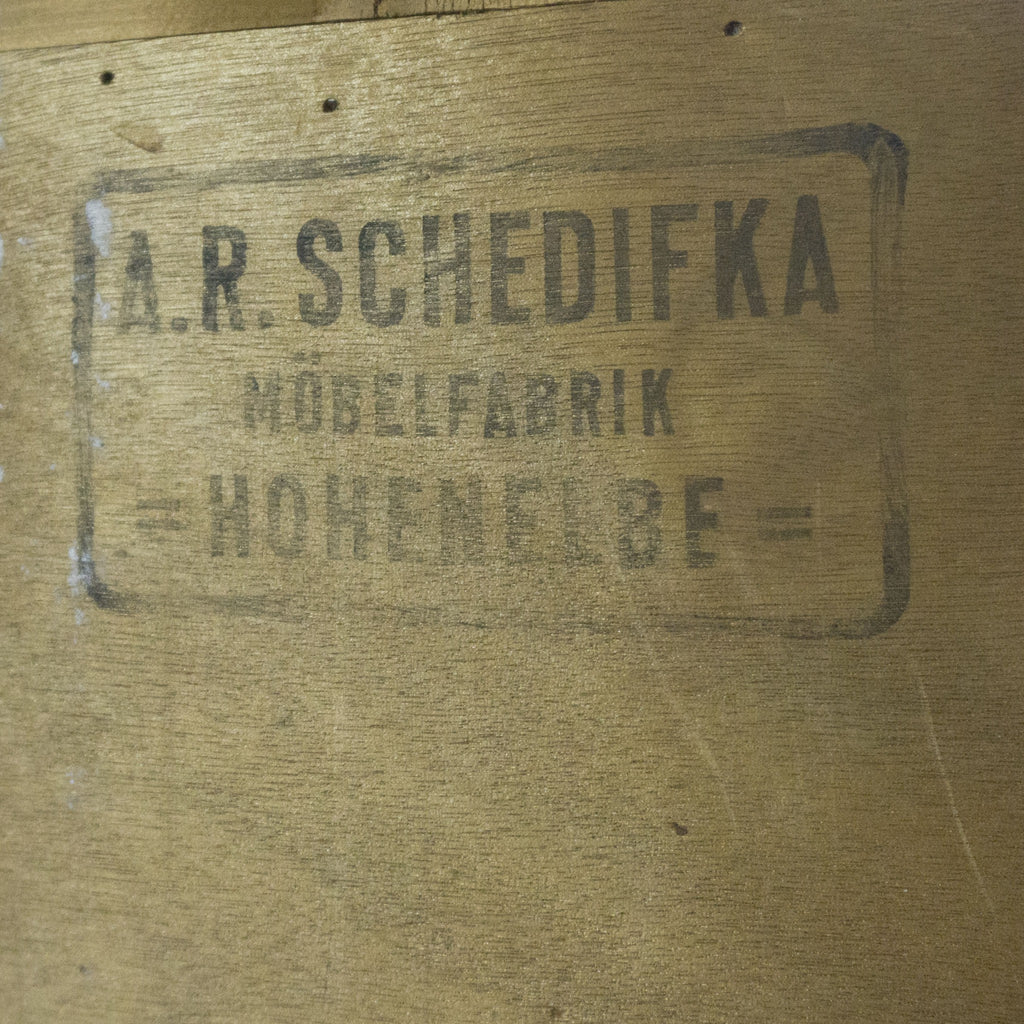 A.R. SCHEDIFKA
MÖBELFABRIK
= HOHENELBE =